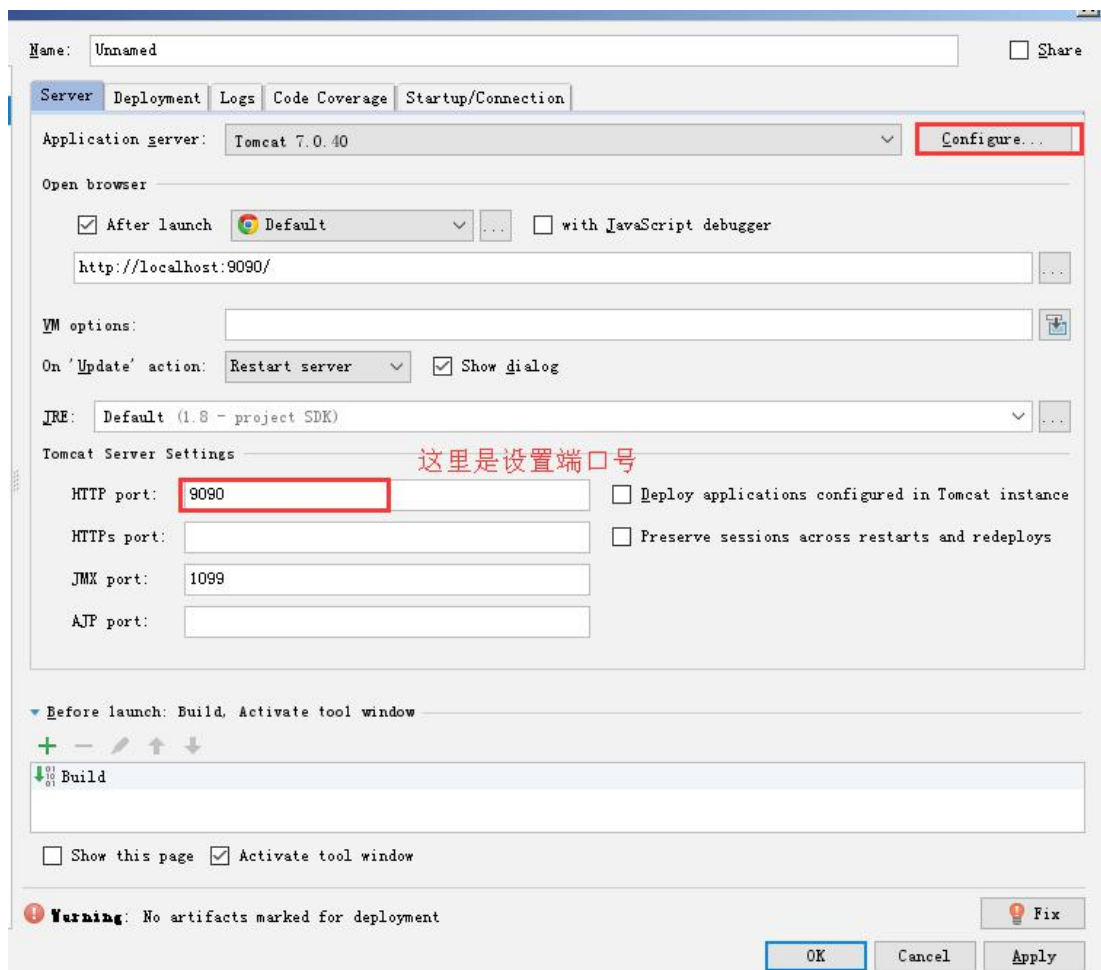 Name: Unnamed Share
Server Deployment Logs Code Coverage Startup/Connection
Application server: Tomcat 7.0.40 Configure...
Open browser
After launch Default ... with JavaScript debugger
http://localhost:9090/ ...
VM options:
On 'Update' action: Restart server Show dialog
JRE: Default (1.8 - project SDK) ...
Tomcat Server Settings 这里是设置端口号
HTTP port: 9090 Deploy applications configured in Tomcat instance
HTTPs port: Preserve sessions across restarts and redeploys
JMX port: 1099
AJP port:
Before launch: Build, Activate tool window
Build
Show this page Activate tool window
Warning: No artifacts marked for deployment Fix
OK Cancel Apply